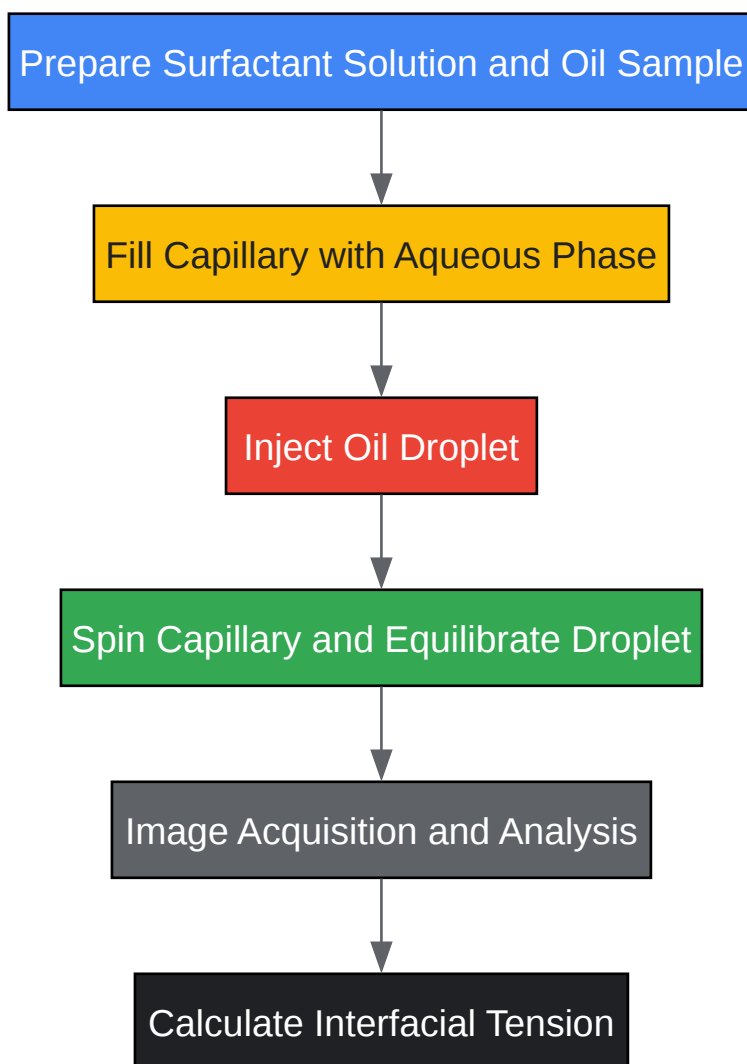 Prepare Surfactant Solution and Oil Sample
Fill Capillary with Aqueous Phase
Inject Oil Droplet
Spin Capillary and Equilibrate Droplet
Image Acquisition and Analysis
Calculate Interfacial Tension